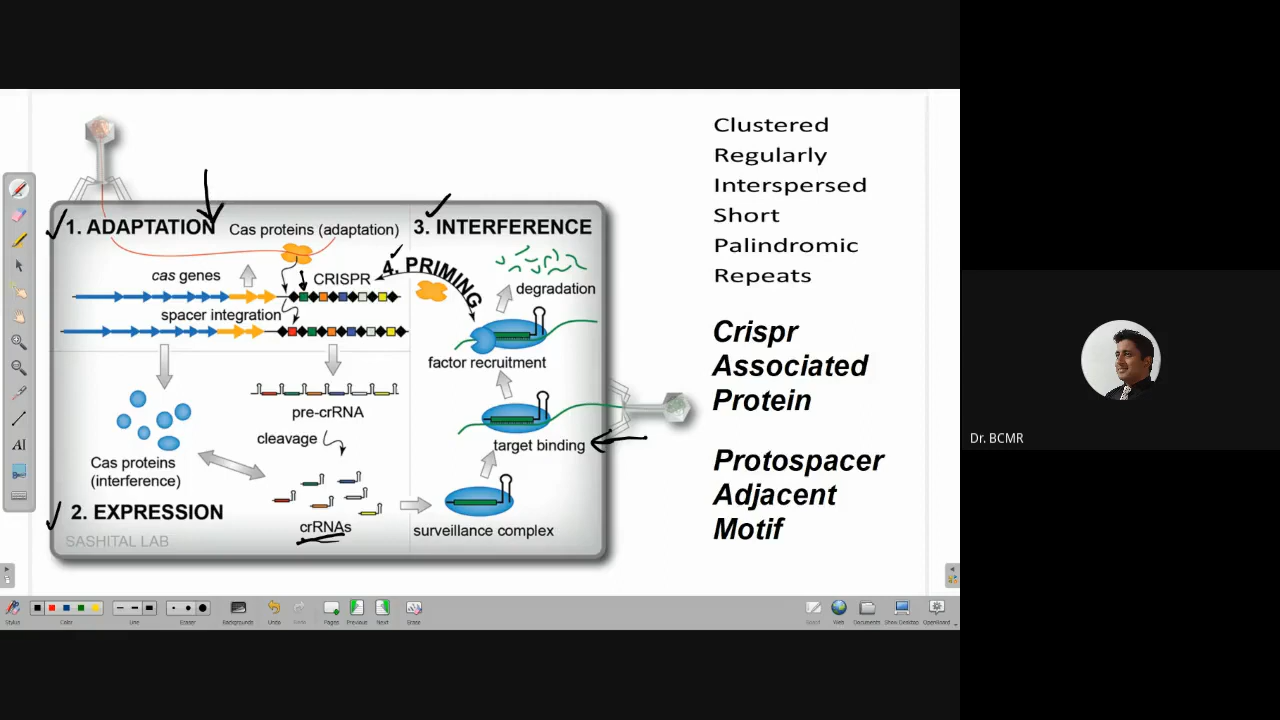 1. ADAPTATION
Cas proteins (adaptation)
cas genes
CRISPR
spacer integration
pre-crRNA
cleavage
Cas proteins
(interference)
crRNAs
2. EXPRESSION
SASHITAL LAB
3. INTERFERENCE
4. PRIMING
degradation
factor recruitment
target binding
surveillance complex
Clustered
Regularly
Interspersed
Short
Palindromic
Repeats
Crispr
Associated
Protein
Protospacer
Adjacent
Motif
Dr. BCMR
AI
Stylus
Color
Line
Eraser
Backgrounds
Undo
Pages
Previous
Next
Erase
Web
Documents
Show Desktop
OpenBoard